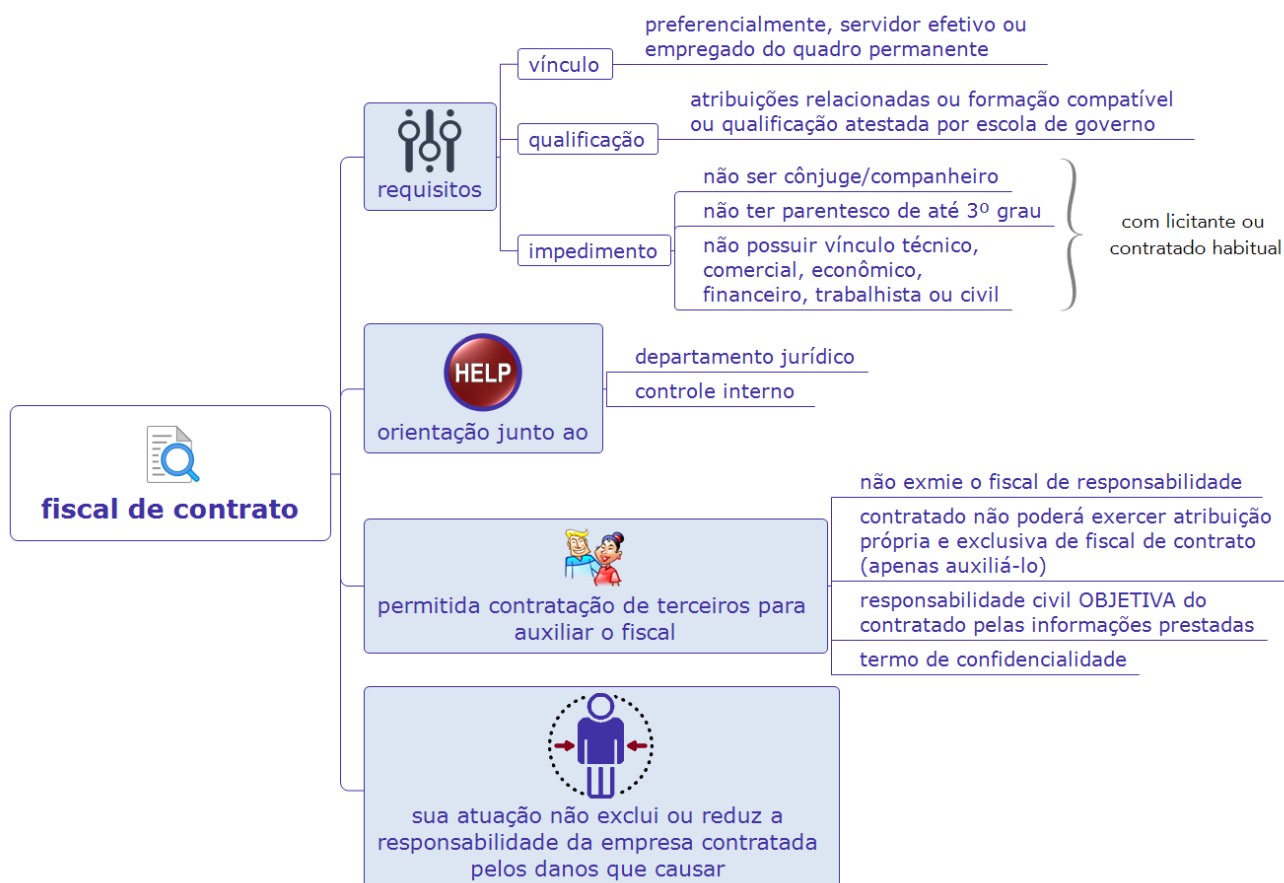 fiscal de contrato
requisitos
vínculo
preferencialmente, servidor efetivo ou
empregado do quadro permanente
qualificação
atribuições relacionadas ou formação compatível
ou qualificação atestada por escola de governo
impedimento
não ser cônjuge/companheiro
não ter parentesco de até 3º grau
não possuir vínculo técnico,
comercial, econômico,
financeiro, trabalhista ou civil
com licitante ou
contratado habitual
HELP
orientação junto ao
departamento jurídico
controle interno
permitida contratação de terceiros para
auxiliar o fiscal
não exmie o fiscal de responsabilidade
contratado não poderá exercer atribuição
própria e exclusiva de fiscal de contrato
(apenas auxiliá-lo)
responsabilidade civil OBJETIVA do
contratado pelas informações prestadas
termo de confidencialidade
sua atuação não exclui ou reduz a
responsabilidade da empresa contratada
pelos danos que causar